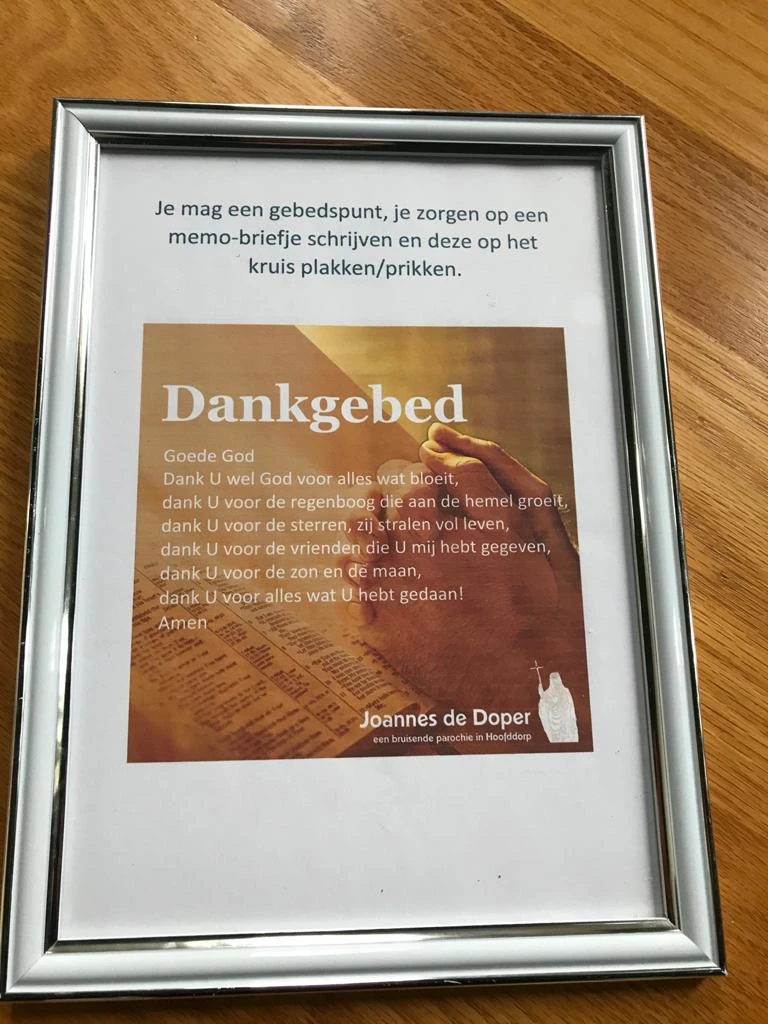 Je mag een gebedspunt, je zorgen op een
memo-briefje schrijven en deze op het
kruis plakken/prikken.
Dankgebed
Goede God
Dank U wel God voor alles wat bloeit,
dank U voor de regenboog die aan de hemel groeit,
dank U voor de sterren, zij stralen vol leven,
dank U voor de vrienden die U mij hebt gegeven,
dank U voor de zon en de maan,
dank U voor alles wat U hebt gedaan!
Amen
Joannes de Doper
een bruisende parochie in Hoofddorp